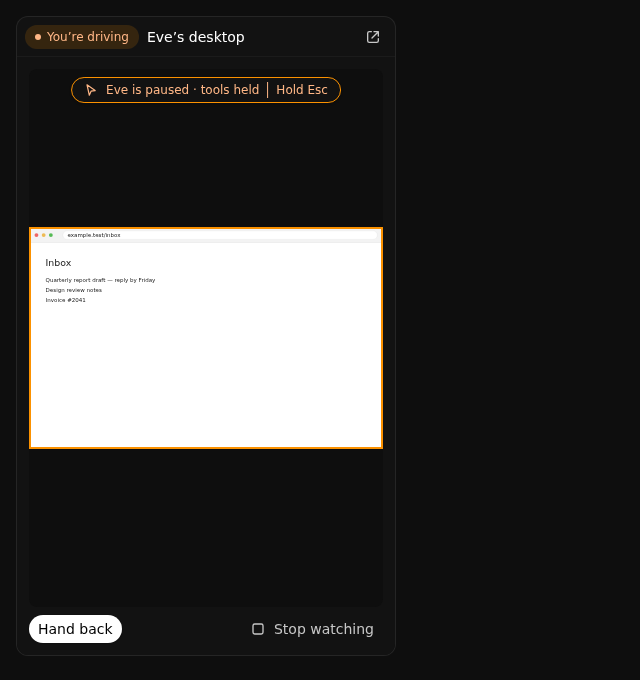 You’re driving
Eve’s desktop
Eve is paused · tools held
Hold Esc
example.test/inbox
Inbox
Quarterly report draft — reply by Friday
Design review notes
Invoice #2041
Hand back
Stop watching